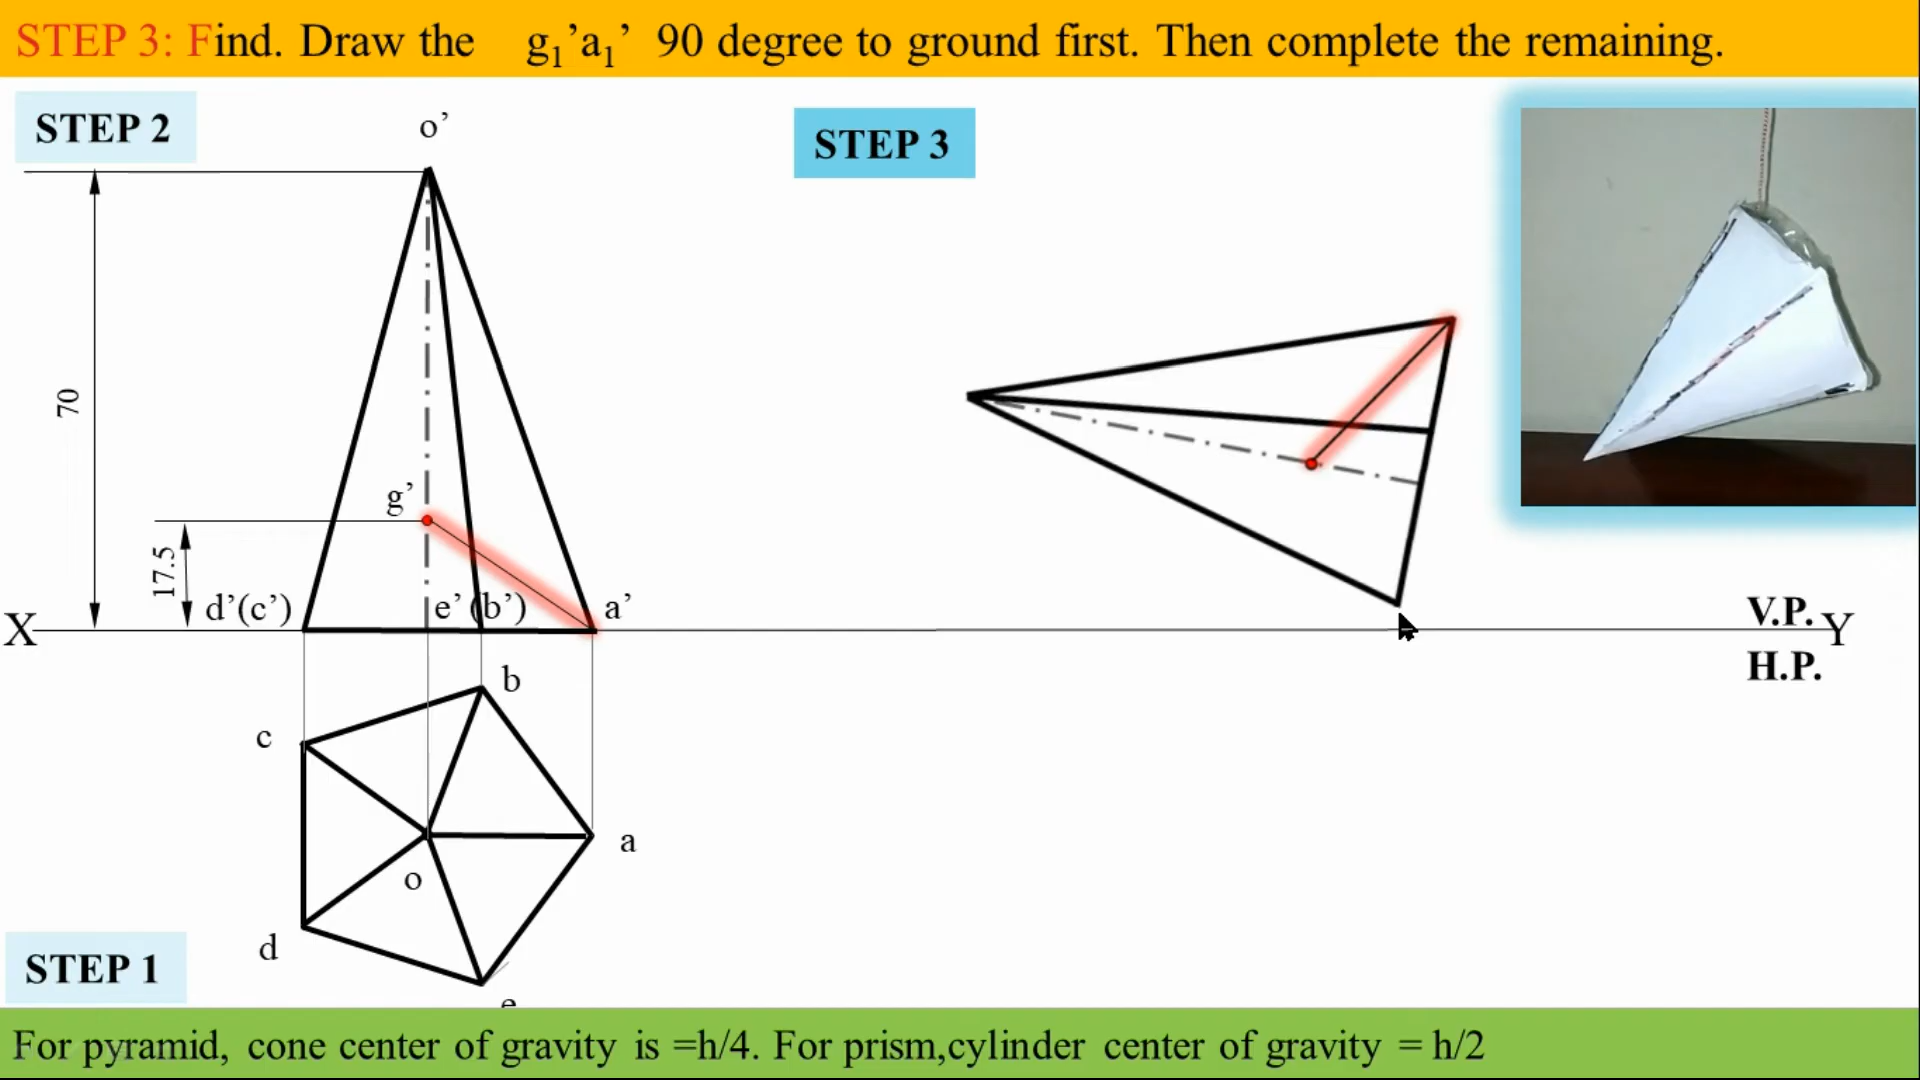 STEP 3: Find. Draw the g₁’a₁’ 90 degree to ground first. Then complete the remaining.
STEP 2
o’
STEP 3
70
g’
17.5
d’(c’)
e’ (b’)
a’
X
V.P.
Y
H.P.
b
c
a
o
d
STEP 1
e
For pyramid, cone center of gravity is =h/4. For prism,cylinder center of gravity = h/2